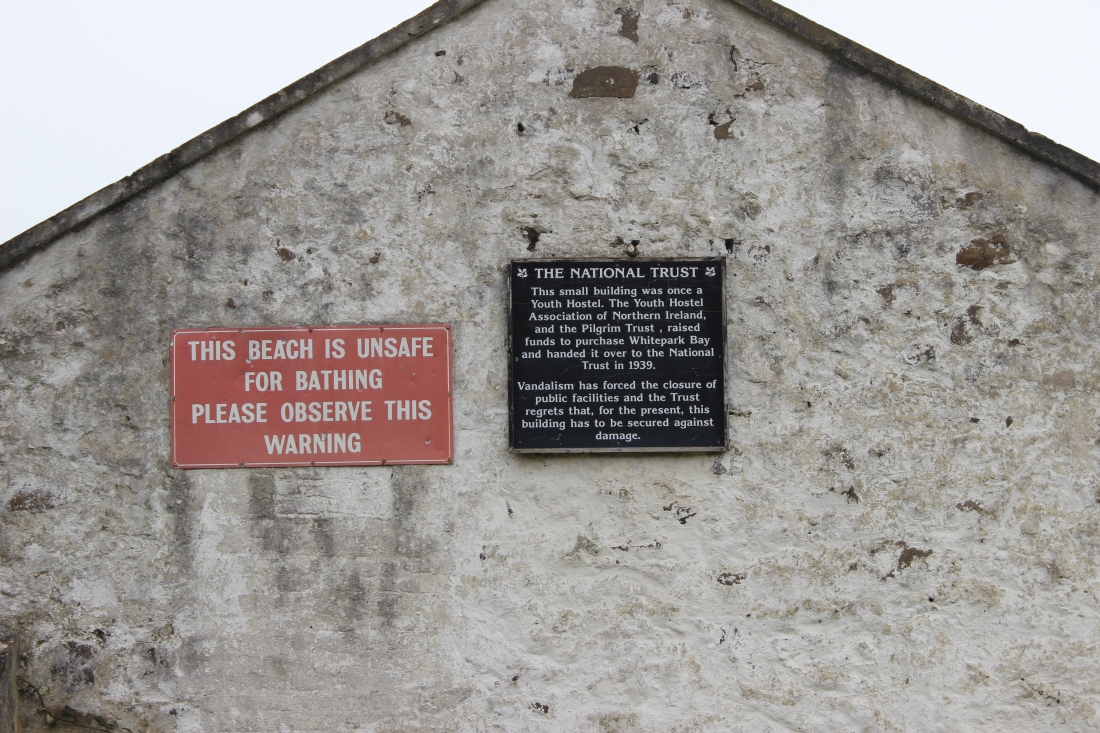 THIS BEACH IS UNSAFE
FOR BATHING
PLEASE OBSERVE THIS
WARNING
THE NATIONAL TRUST
This small building was once a
Youth Hostel. The Youth Hostel
Association of Northern Ireland,
and the Pilgrim Trust , raised
funds to purchase Whitepark Bay
and handed it over to the National
Trust in 1939.
Vandalism has forced the closure of
public facilities and the Trust
regrets that, for the present, this
building has to be secured against
damage.